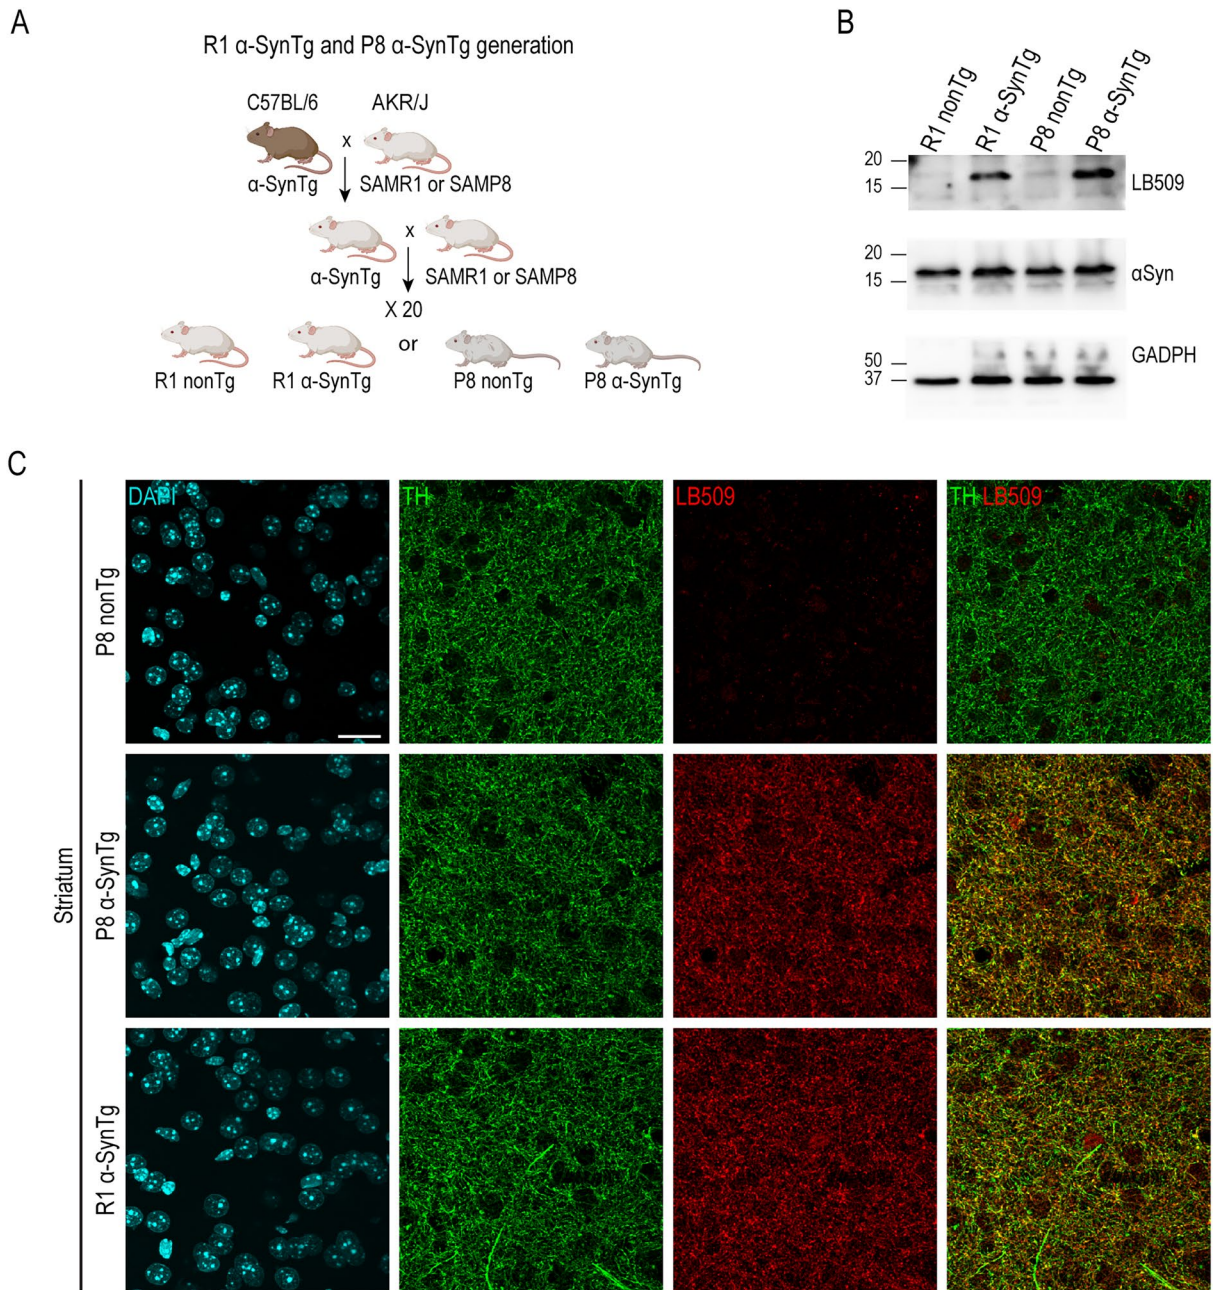 A
R1 α-SynTg and P8 α-SynTg generation
C57BL/6 AKR/J
x
α-SynTg SAMR1 or SAMP8
x
α-SynTg SAMR1 or SAMP8
X 20
or
R1 nonTg R1 α-SynTg P8 nonTg P8 α-SynTg
B
R1 nonTg R1 α-SynTg P8 nonTg P8 α-SynTg
20
15
LB509
20
15
αSyn
50
37
GADPH
C
DAPI TH LB509 TH LB509
P8 nonTg
Striatum
P8 α-SynTg
R1 α-SynTg